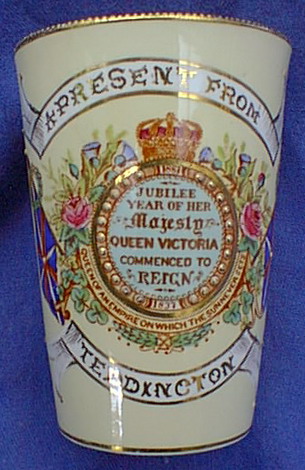 A PRESENT FROM
1887
JUBILEE
YEAR OF HER
Majesty
QUEEN VICTORIA
COMMENCED TO
REIGN
1837
QUEEN OF AN EMPIRE ON WHICH THE SUN NEVER SETS
TEDDINGTON